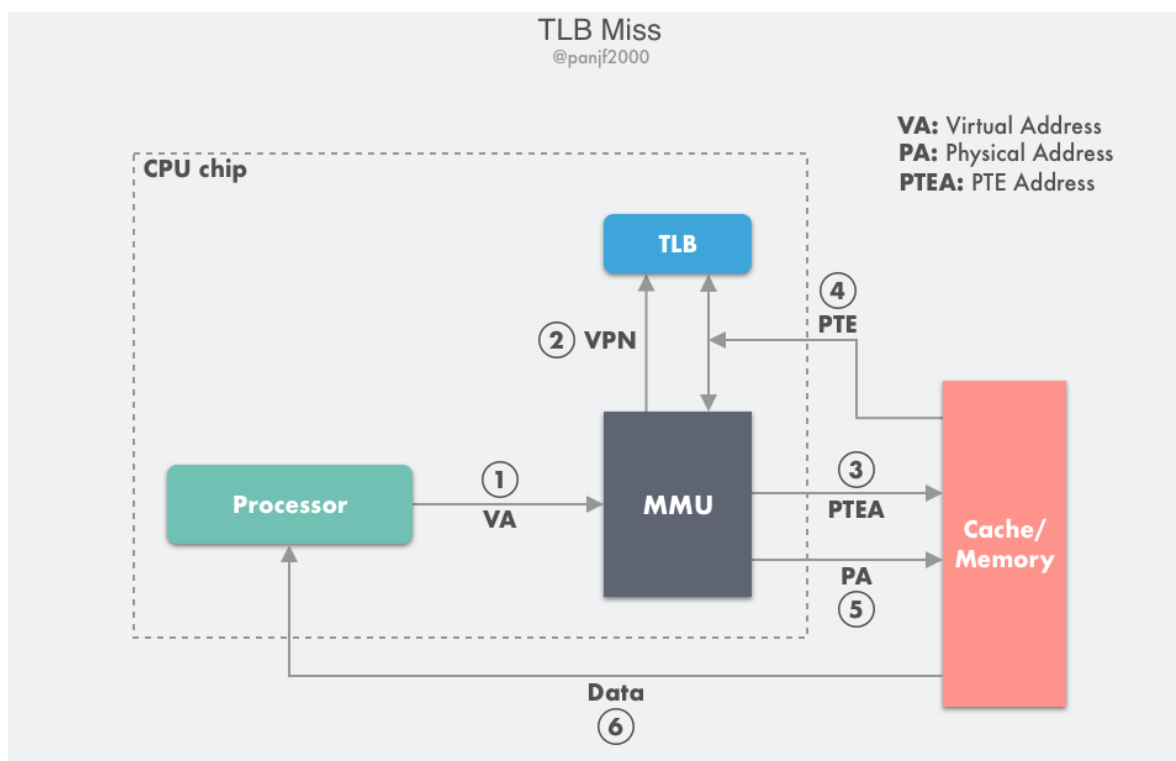 TLB Miss
@panjf2000
VA: Virtual Address
PA: Physical Address
PTEA: PTE Address
CPU chip
TLB
4
PTE
2 VPN
1
VA
Processor
MMU
3
PTEA
Cache/
Memory
PA
5
Data
6